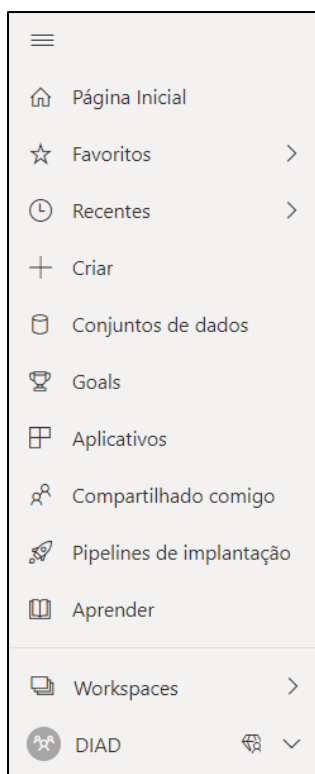 Página Inicial
Favoritos
Recentes
Criar
Conjuntos de dados
Goals
Aplicativos
Compartilhado comigo
Pipelines de implantação
Aprender
Workspaces
DIAD